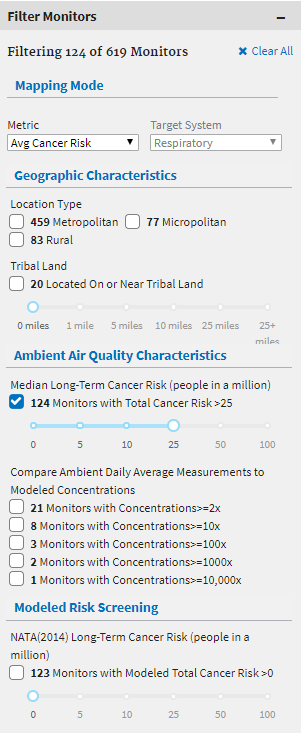 Filter Monitors –
Filtering 124 of 619 Monitors ✖ Clear All
Mapping Mode
Metric Target System
Avg Cancer Risk ▼ Respiratory ▼
Geographic Characteristics
Location Type
459 Metropolitan 77 Micropolitan
83 Rural
Tribal Land
20 Located On or Near Tribal Land
0 miles 1 mile 5 miles 10 miles 25 miles 25+
miles
Ambient Air Quality Characteristics
Median Long-Term Cancer Risk (people in a million)
124 Monitors with Total Cancer Risk >25
0 5 10 25 50 100
Compare Ambient Daily Average Measurements to
Modeled Concentrations
21 Monitors with Concentrations>=2x
8 Monitors with Concentrations>=10x
3 Monitors with Concentrations>=100x
2 Monitors with Concentrations>=1000x
1 Monitors with Concentrations>=10,000x
Modeled Risk Screening
NATA(2014) Long-Term Cancer Risk (people in a
million)
123 Monitors with Modeled Total Cancer Risk >0
0 5 10 25 50 100